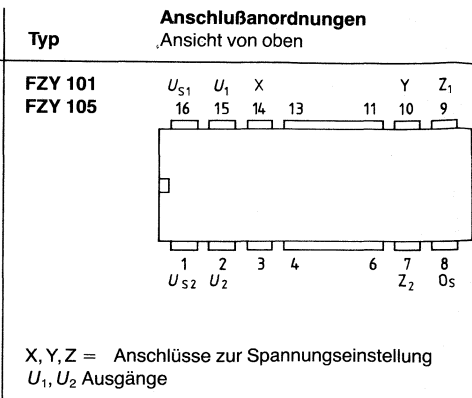 Anschlußanordnungen
Typ Ansicht von oben
FZY 101 U_S1 U_1 X Y Z_1
FZY 105 16 15 14 13 11 10 9
1 2 3 4 6 7 8
U_S2 U_2 Z_2 0_S
X, Y, Z = Anschlüsse zur Spannungseinstellung
U_1, U_2 Ausgänge